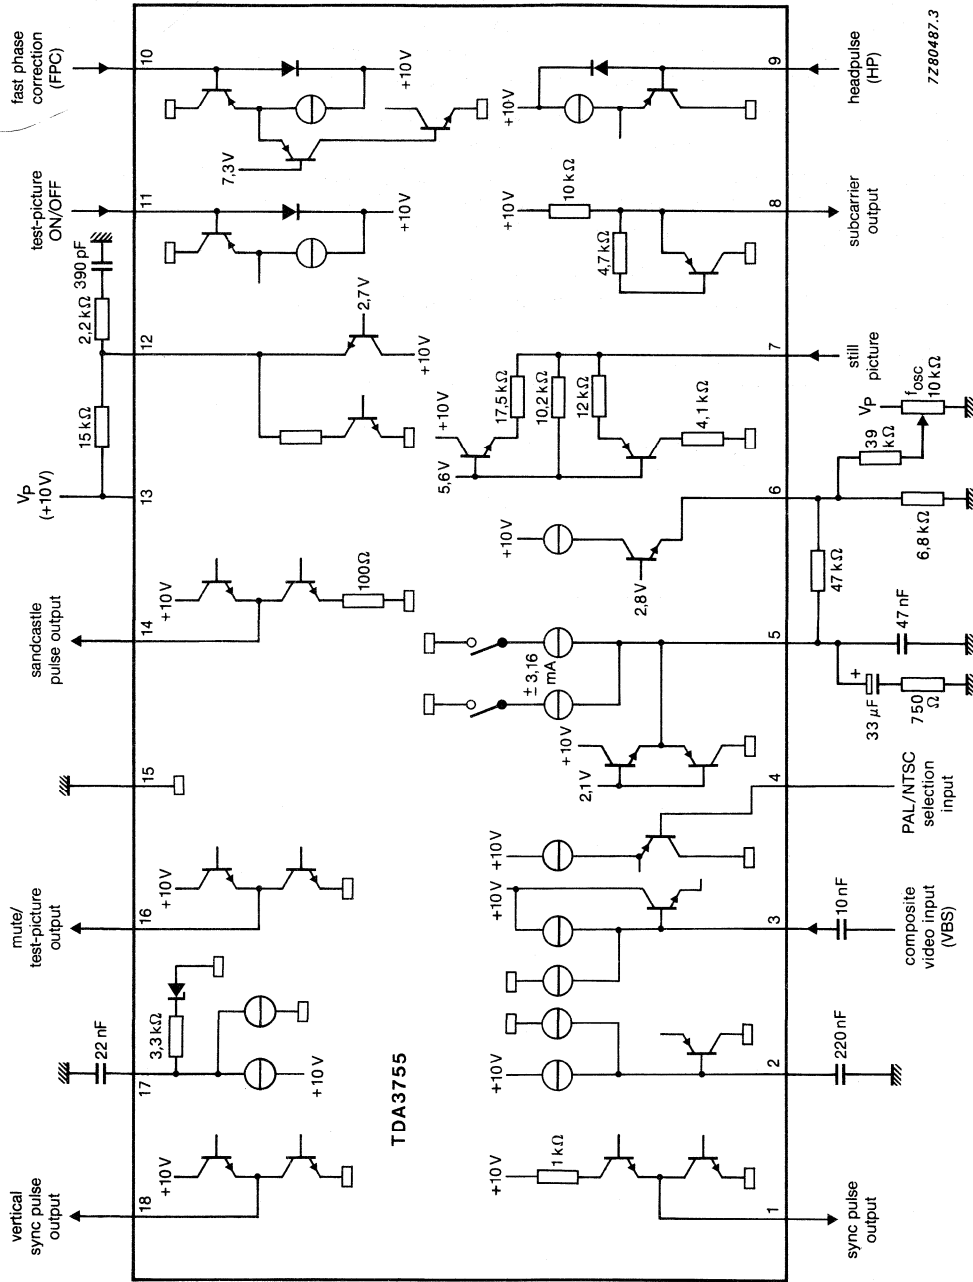 fast phase
correction
(FPC)
10
+10V
7,3V
test-picture
ON/OFF
11
+10V
390 pF
2,2 kΩ
12
2,7V
+10V
15 kΩ
VP
(+10V)
13
sandcastle
pulse output
14
+10V
100Ω
15
mute/
test-picture
output
16
+10V
22 nF
17
3,3 kΩ
+10V
vertical
sync pulse
output
18
+10V
TDA3755
+10V
9
headpulse
(HP)
+10V
10 kΩ
4,7 kΩ
8
subcarrier
output
+10V
5,6V
17,5 kΩ
10,2 kΩ
12 kΩ
4,1 kΩ
7
still
picture
VP
fosc
10 kΩ
39
kΩ
6,8 kΩ
+10V
2,8V
6
47 kΩ
± 3,16
mA
5
47 nF
33 µF
+
750
Ω
+10V
2,1V
4
PAL/NTSC
selection
input
+10V
+10V
3
10 nF
composite
video input
(VBS)
+10V
2
220 nF
+10V
1 kΩ
1
sync pulse
output
7Z80487.3